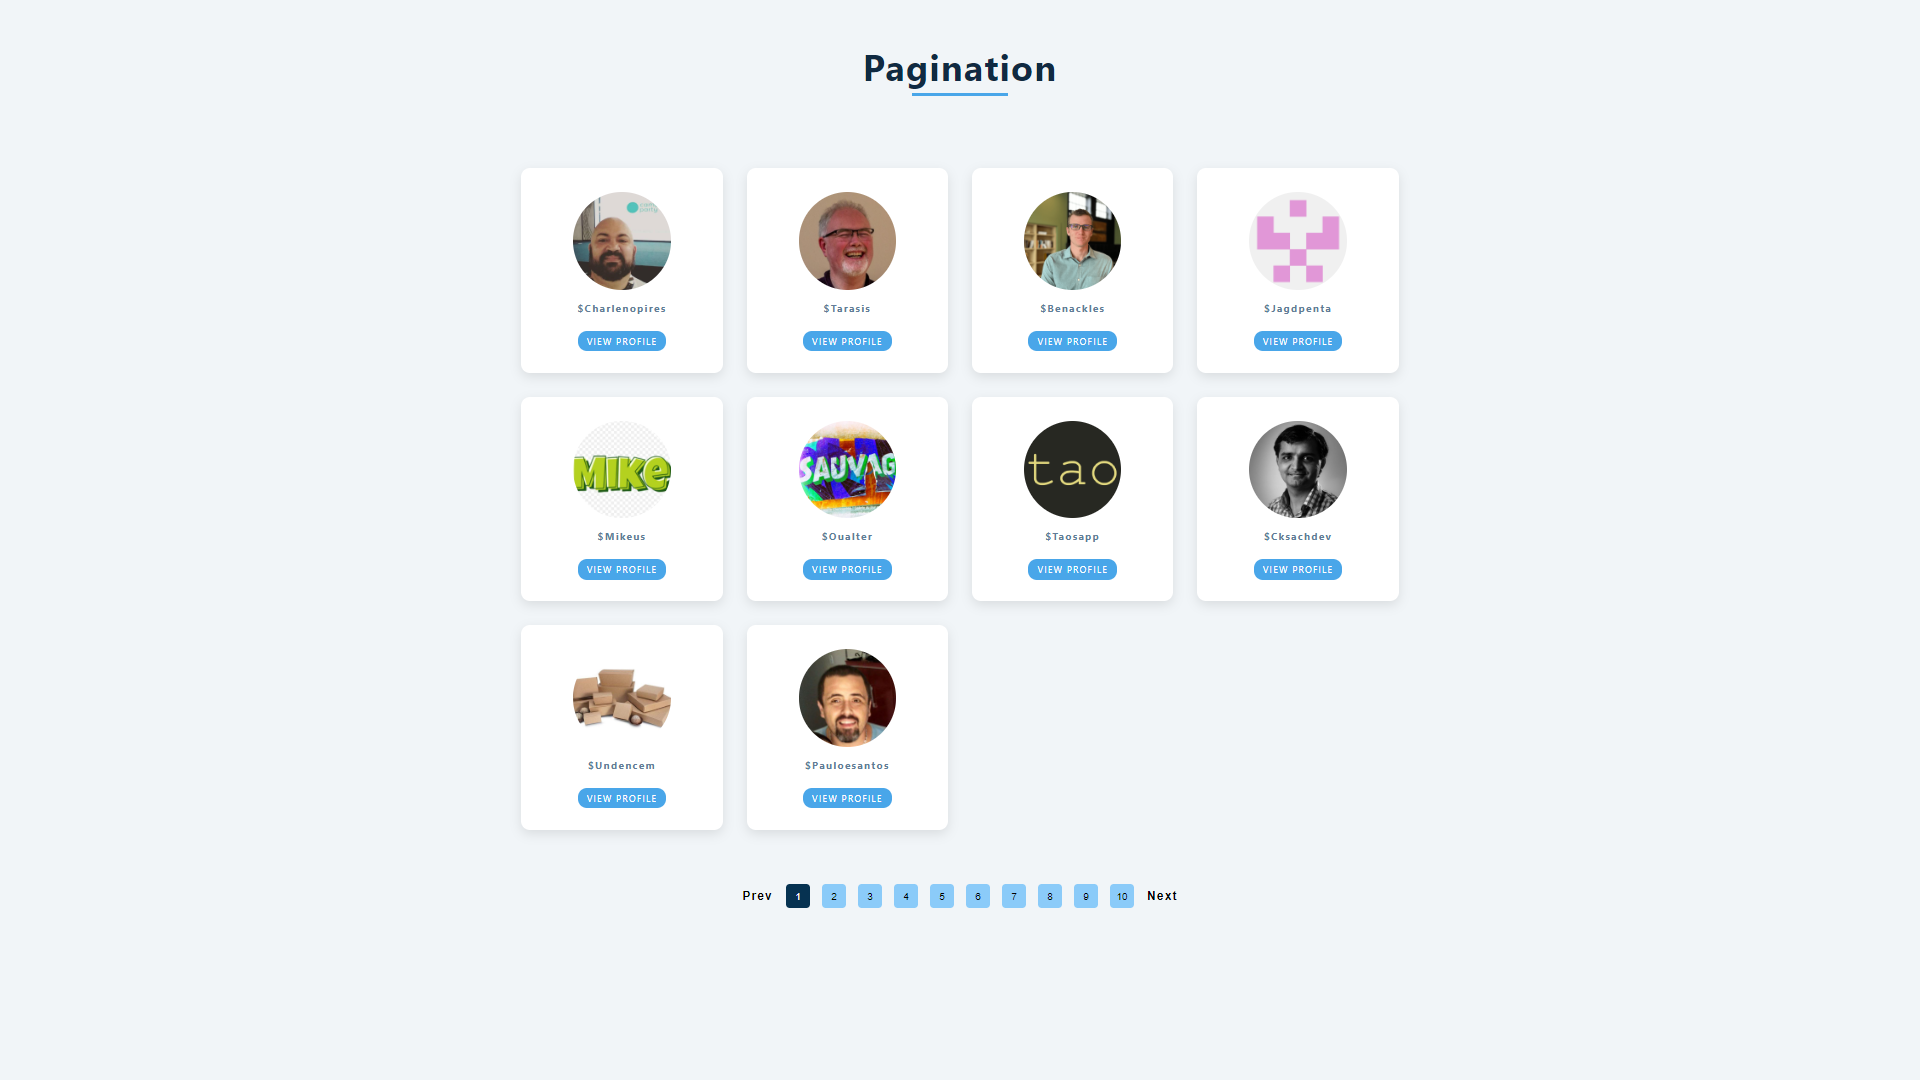 Pagination
$Charlenopires
$Tarasis
$Benackles
$Jagdpenta
VIEW PROFILE
VIEW PROFILE
VIEW PROFILE
VIEW PROFILE
MIKE
SAUVAG
tao
$Mikeus
$Oualter
$Taosapp
$Cksachdev
VIEW PROFILE
VIEW PROFILE
VIEW PROFILE
VIEW PROFILE
$Undencem
$Pauloesantos
VIEW PROFILE
VIEW PROFILE
Prev 1 2 3 4 5 6 7 8 9 10 Next